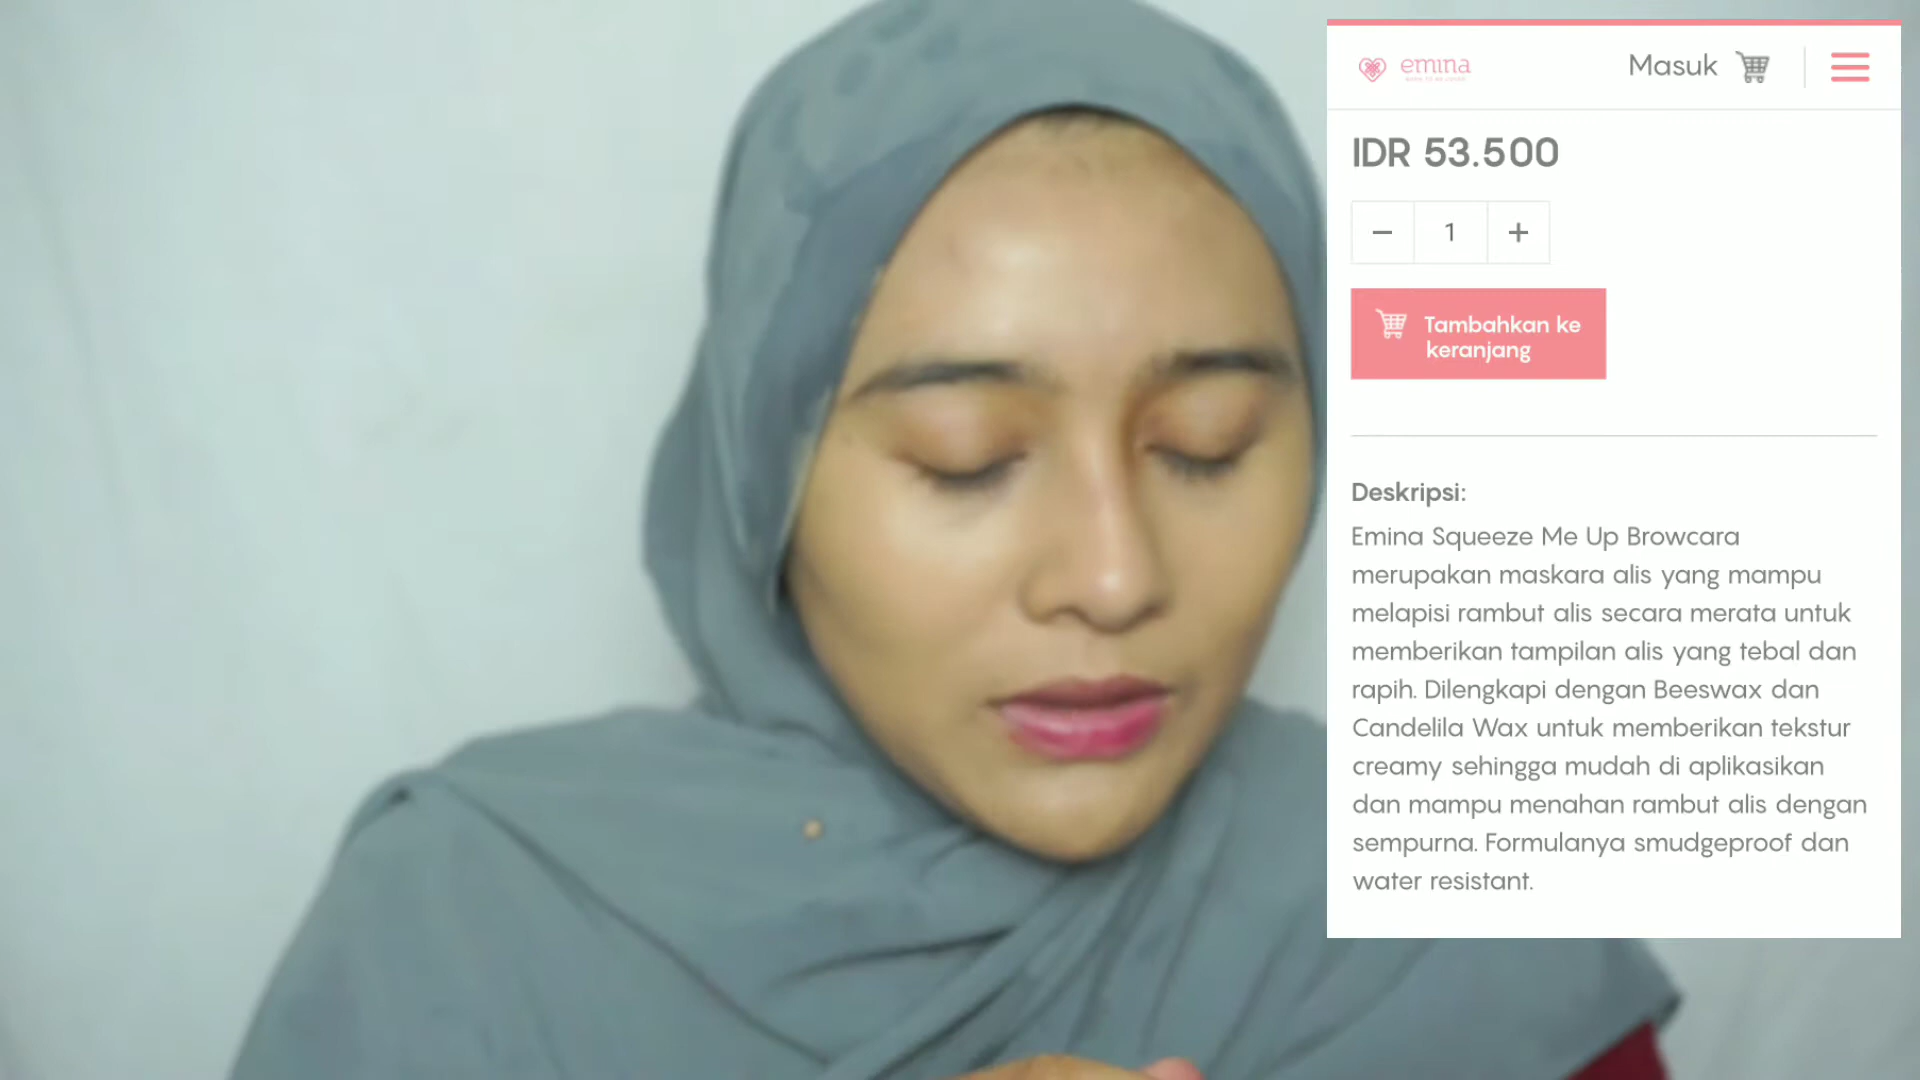 emina
Masuk
IDR 53.500
− 1 +
Tambahkan ke
keranjang
Deskripsi:
Emina Squeeze Me Up Browcara
merupakan maskara alis yang mampu
melapisi rambut alis secara merata untuk
memberikan tampilan alis yang tebal dan
rapih. Dilengkapi dengan Beeswax dan
Candelila Wax untuk memberikan tekstur
creamy sehingga mudah di aplikasikan
dan mampu menahan rambut alis dengan
sempurna. Formulanya smudgeproof dan
water resistant.